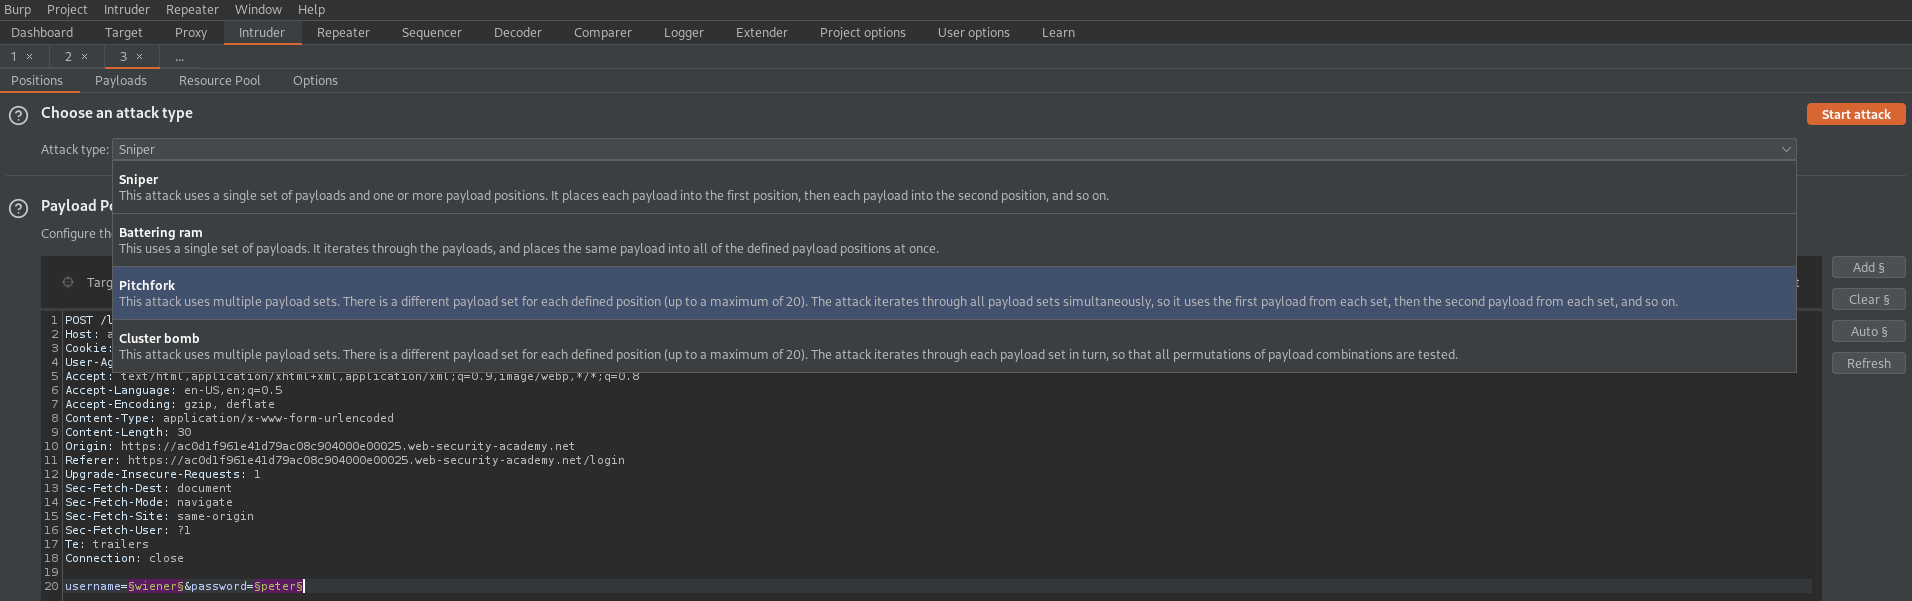 Burp Project Intruder Repeater Window Help
Dashboard Target Proxy Intruder Repeater Sequencer Decoder Comparer Logger Extender Project options User options Learn
1 × 2 × 3 × ...
Positions Payloads Resource Pool Options
? Choose an attack type
Start attack
Attack type: Sniper
Sniper
This attack uses a single set of payloads and one or more payload positions. It places each payload into the first position, then each payload into the second position, and so on.
? Payload Po
Battering ram
Configure the
This uses a single set of payloads. It iterates through the payloads, and places the same payload into all of the defined payload positions at once.
Add §
Pitchfork
Targ
This attack uses multiple payload sets. There is a different payload set for each defined position (up to a maximum of 20). The attack iterates through all payload sets simultaneously, so it uses the first payload from each set, then the second payload from each set, and so on.
Clear §
Cluster bomb
This attack uses multiple payload sets. There is a different payload set for each defined position (up to a maximum of 20). The attack iterates through each payload set in turn, so that all permutations of payload combinations are tested.
Auto §
Refresh
1 POST /l
2 Host: a
3 Cookie:
4 User-Ag
5 Accept: text/html,application/xhtml+xml,application/xml;q=0.9,image/webp,*/*;q=0.8
6 Accept-Language: en-US,en;q=0.5
7 Accept-Encoding: gzip, deflate
8 Content-Type: application/x-www-form-urlencoded
9 Content-Length: 30
10 Origin: https://ac0d1f961e41d79ac08c904000e00025.web-security-academy.net
11 Referer: https://ac0d1f961e41d79ac08c904000e00025.web-security-academy.net/login
12 Upgrade-Insecure-Requests: 1
13 Sec-Fetch-Dest: document
14 Sec-Fetch-Mode: navigate
15 Sec-Fetch-Site: same-origin
16 Sec-Fetch-User: ?1
17 Te: trailers
18 Connection: close
19
20 username=§wiener§&password=§peter§